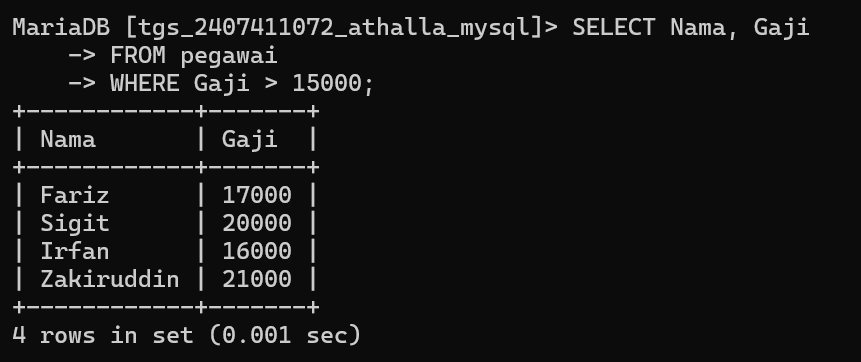 MariaDB [tgs_2407411072_athalla_mysql]> SELECT Nama, Gaji
    -> FROM pegawai
    -> WHERE Gaji > 15000;
+------------+-------+
| Nama       | Gaji  |
+------------+-------+
| Fariz      | 17000 |
| Sigit      | 20000 |
| Irfan      | 16000 |
| Zakiruddin | 21000 |
+------------+-------+
4 rows in set (0.001 sec)